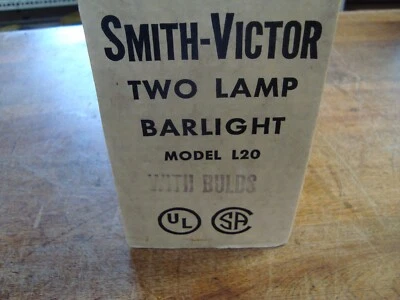 SMITH-VICTOR
TWO LAMP
BARLIGHT
MODEL L20
WITH BULBS
UL SA